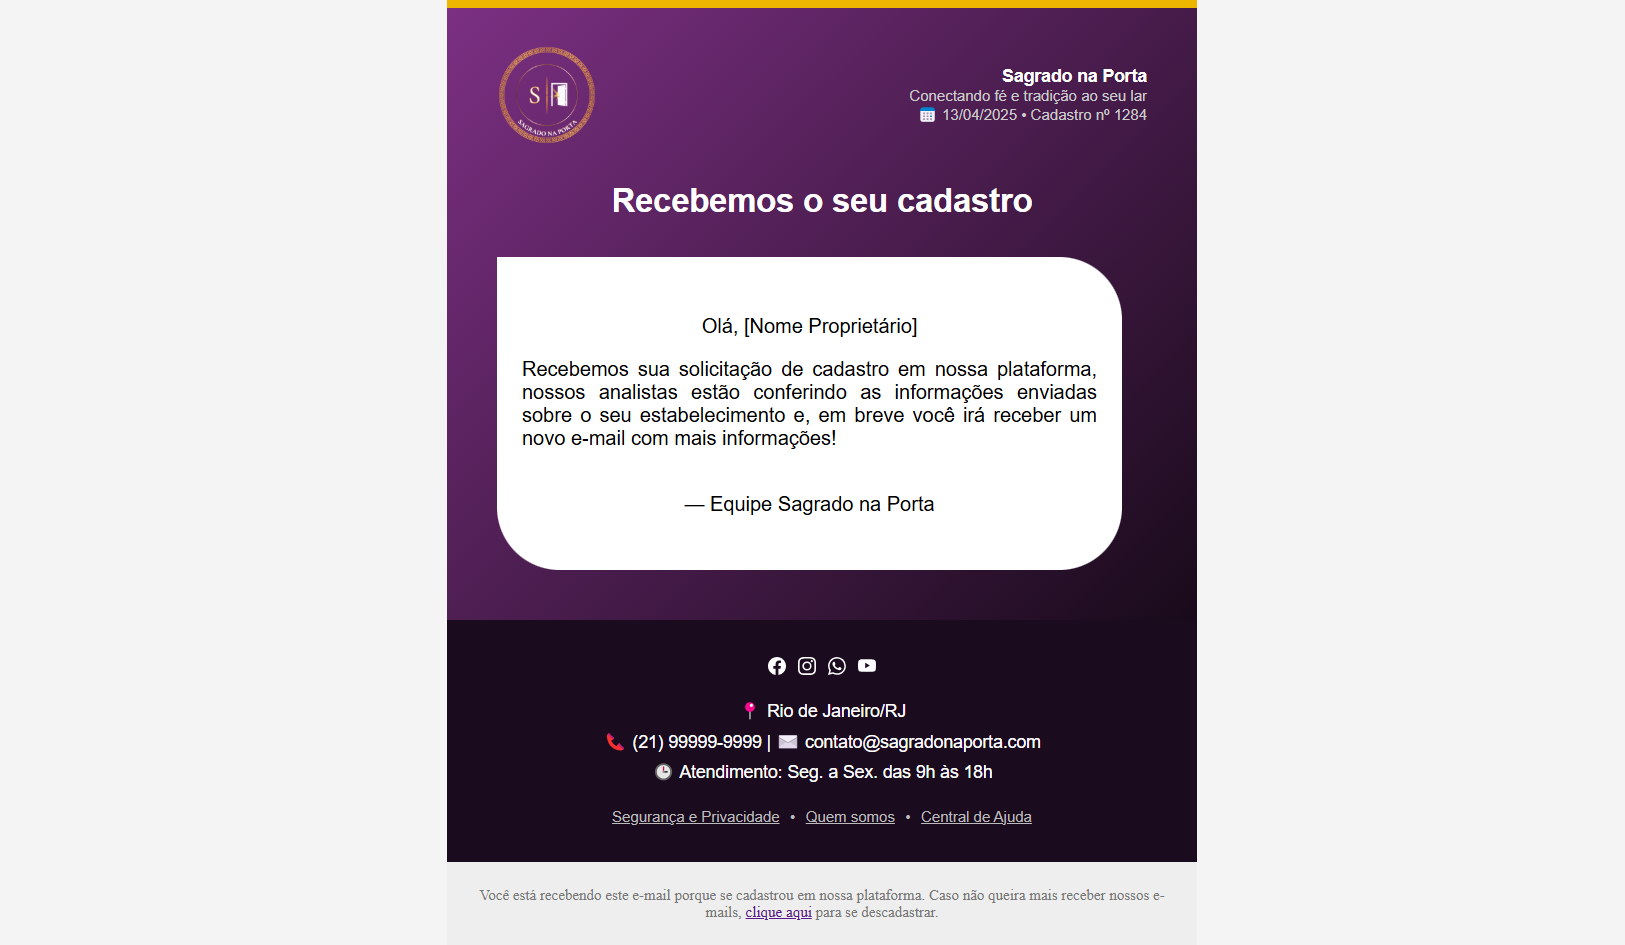 S
SAGRADO NA PORTA
Sagrado na Porta
Conectando fé e tradição ao seu lar
13/04/2025 • Cadastro nº 1284
Recebemos o seu cadastro
Olá, [Nome Proprietário]
Recebemos sua solicitação de cadastro em nossa plataforma,
nossos analistas estão conferindo as informações enviadas
sobre o seu estabelecimento e, em breve você irá receber um
novo e-mail com mais informações!
— Equipe Sagrado na Porta
Rio de Janeiro/RJ
(21) 99999-9999 | contato@sagradonaporta.com
Atendimento: Seg. a Sex. das 9h às 18h
Segurança e Privacidade • Quem somos • Central de Ajuda
Você está recebendo este e-mail porque se cadastrou em nossa plataforma. Caso não queira mais receber nossos e-
mails, clique aqui para se descadastrar.